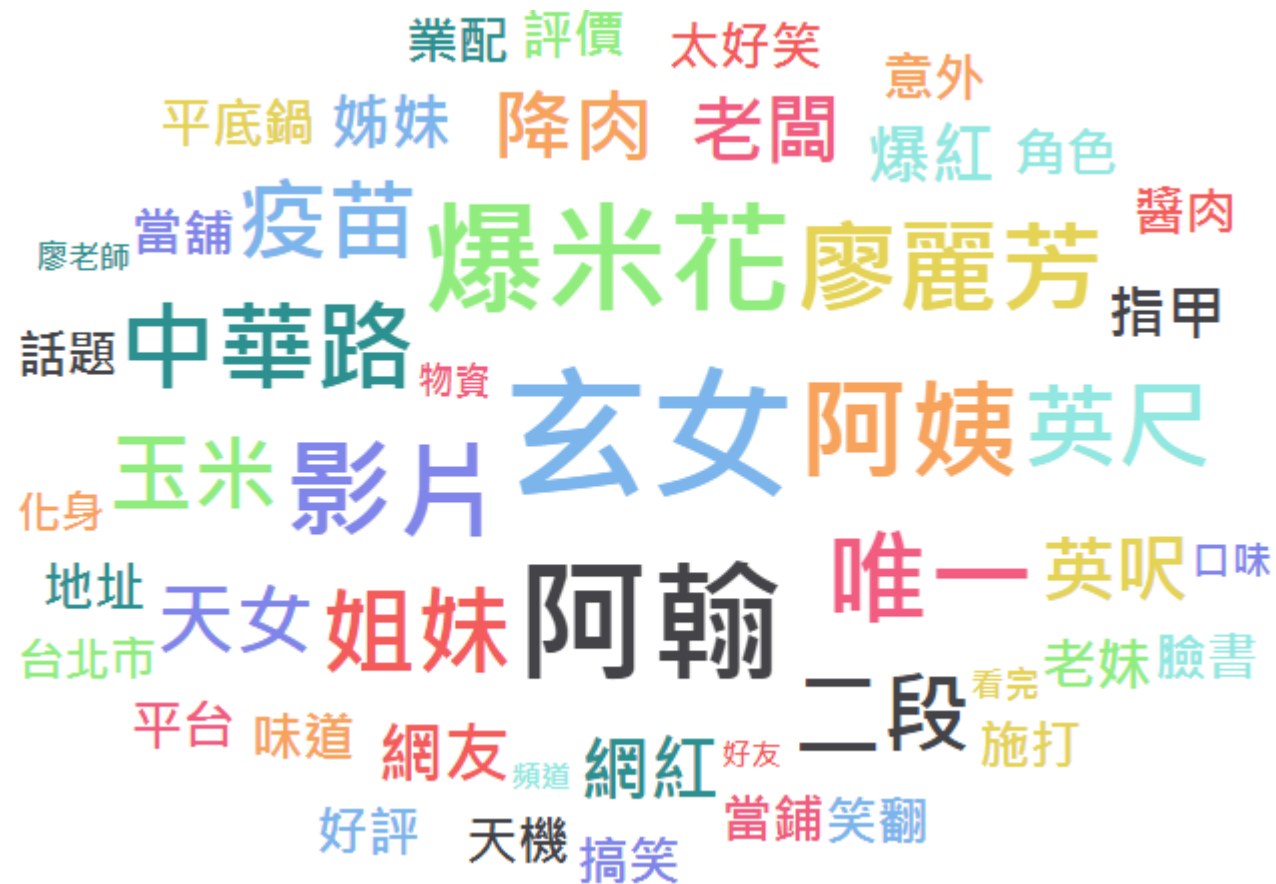 業配 評價 太好笑 意外
平底鍋 姊妹 降肉 老闆 爆紅 角色
廖老師 當舖 疫苗 爆米花 廖麗芳 醬肉
話題 中華路 物資 指甲
化身 玉米 影片 玄女 阿姨 英尺
地址 天女 姐妹 阿翰 唯一 英呎 口味
台北市 二段 看完 老妹 臉書
平台 味道 網友 頻道 網紅 好友 施打
好評 天機 搞笑 當鋪 笑翻